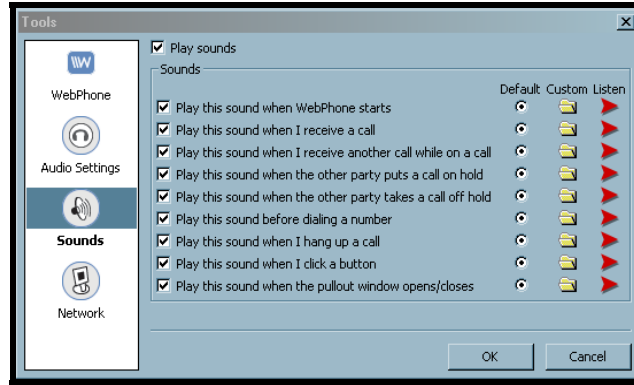 Tools
W
WebPhone
Audio Settings
Sounds
Network
Play sounds
Sounds
Default Custom Listen
Play this sound when WebPhone starts
Play this sound when I receive a call
Play this sound when I receive another call while on a call
Play this sound when the other party puts a call on hold
Play this sound when the other party takes a call off hold
Play this sound before dialing a number
Play this sound when I hang up a call
Play this sound when I click a button
Play this sound when the pullout window opens/closes
OK Cancel